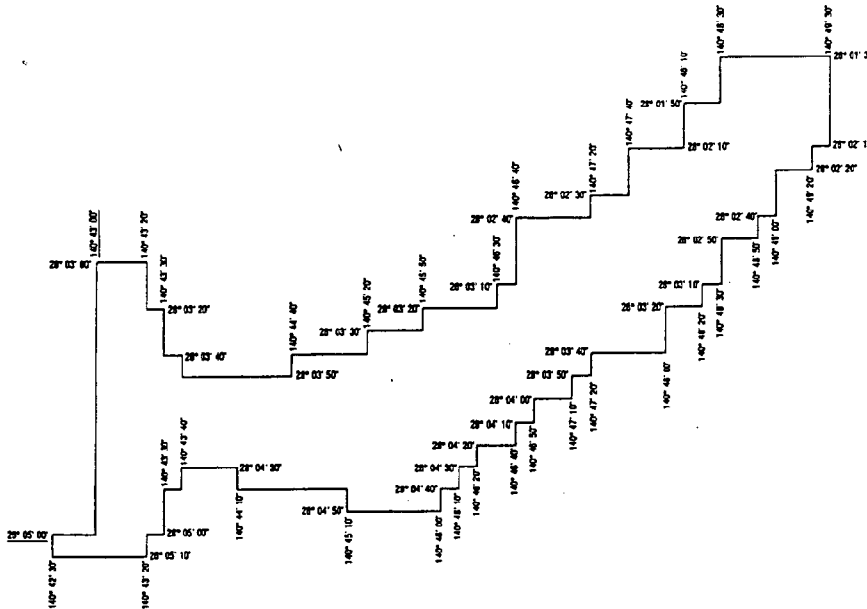 140° 48' 30"
140° 49' 30"
28° 01' 3
140° 48' 10"
28° 01' 50"
140° 47' 40"
28° 02' 10"
28° 02' 1
140° 47' 20"
28° 02' 20"
140° 49' 20"
140° 46' 40"
28° 02' 30"
28° 02' 40"
28° 02' 40"
140° 49' 00"
140° 43' 00"
140° 43' 20"
28° 02' 50"
140° 48' 50"
140° 46' 30"
28° 03' 80"
140° 43' 30"
140° 45' 50"
28° 03' 10"
28° 03' 10"
140° 48' 30"
140° 45' 20"
28° 03' 20"
28° 03' 20"
28° 03' 20"
140° 48' 20"
140° 44' 40"
28° 03' 30"
28° 03' 40"
28° 03' 40"
140° 48' 00"
28° 03' 50"
28° 03' 50"
140° 47' 20"
28° 04' 00"
140° 47' 10"
28° 04' 10"
140° 46' 50"
140° 43' 40"
28° 04' 20"
140° 46' 40"
140° 43' 30"
28° 04' 30"
28° 04' 30"
140° 46' 20"
28° 04' 40"
140° 46' 10"
140° 44' 10"
28° 04' 50"
140° 45' 10"
140° 46' 00"
29° 05' 00"
28° 05' 00"
28° 05' 10"
140° 42' 30"
140° 43' 20"